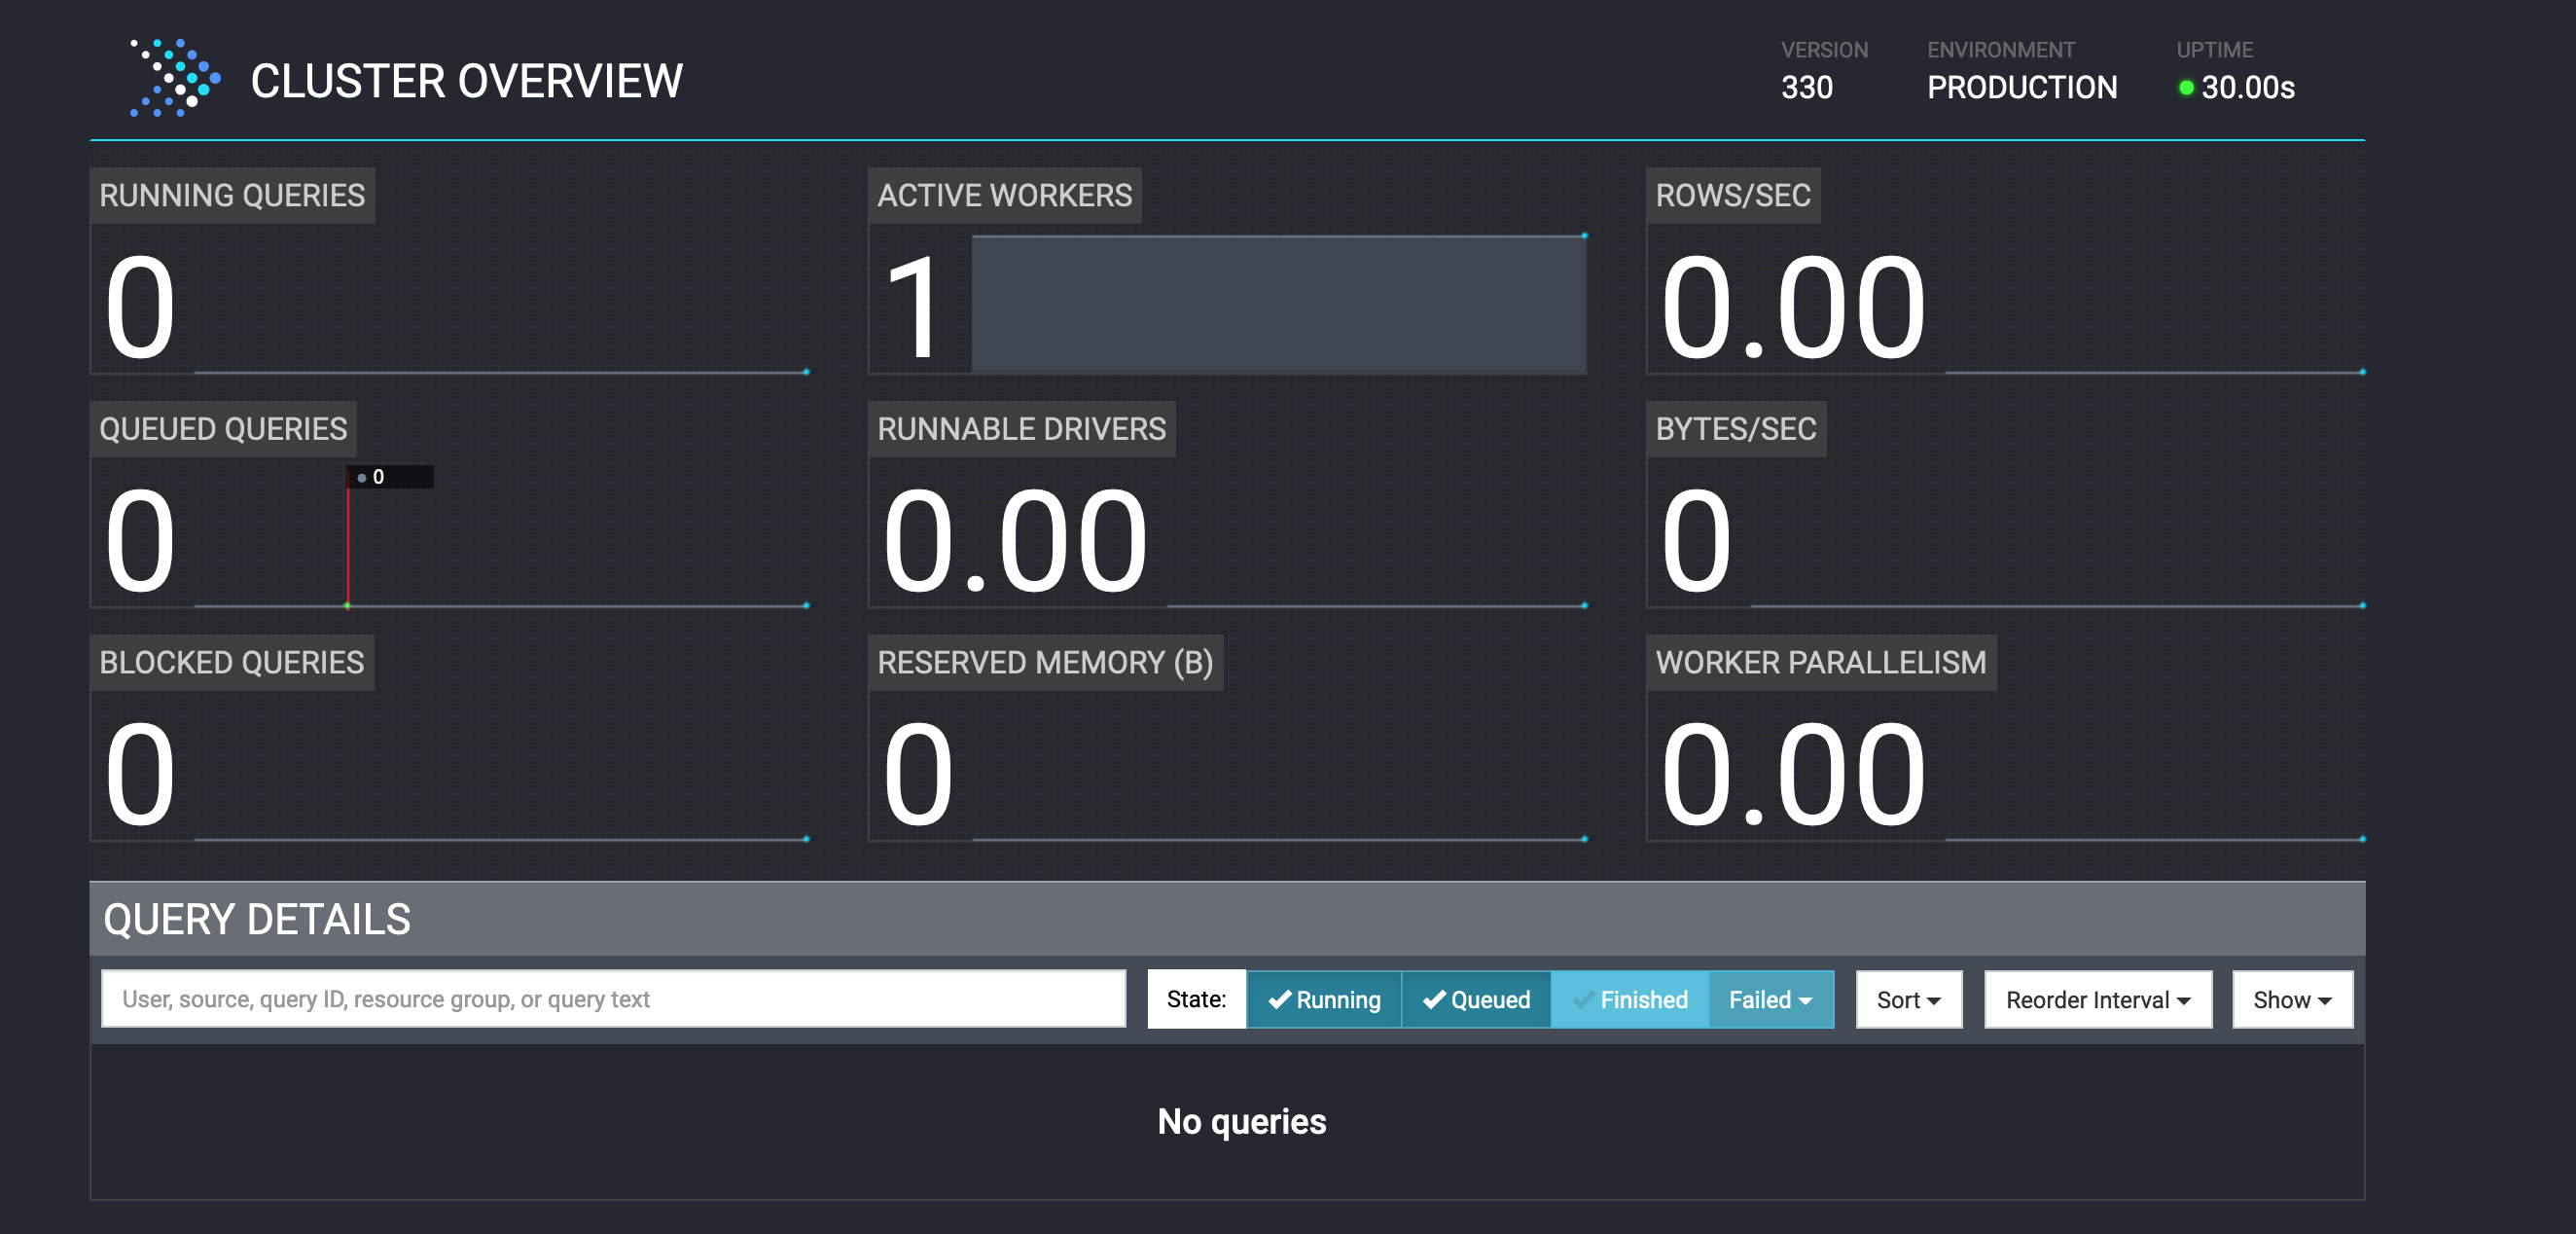 CLUSTER OVERVIEW
VERSION ENVIRONMENT UPTIME
330 PRODUCTION 30.00s
RUNNING QUERIES
0
ACTIVE WORKERS
1
ROWS/SEC
0.00
QUEUED QUERIES
0
0
RUNNABLE DRIVERS
0.00
BYTES/SEC
0
BLOCKED QUERIES
0
RESERVED MEMORY (B)
0
WORKER PARALLELISM
0.00
QUERY DETAILS
User, source, query ID, resource group, or query text State: Running Queued Finished Failed Sort Reorder Interval Show
No queries